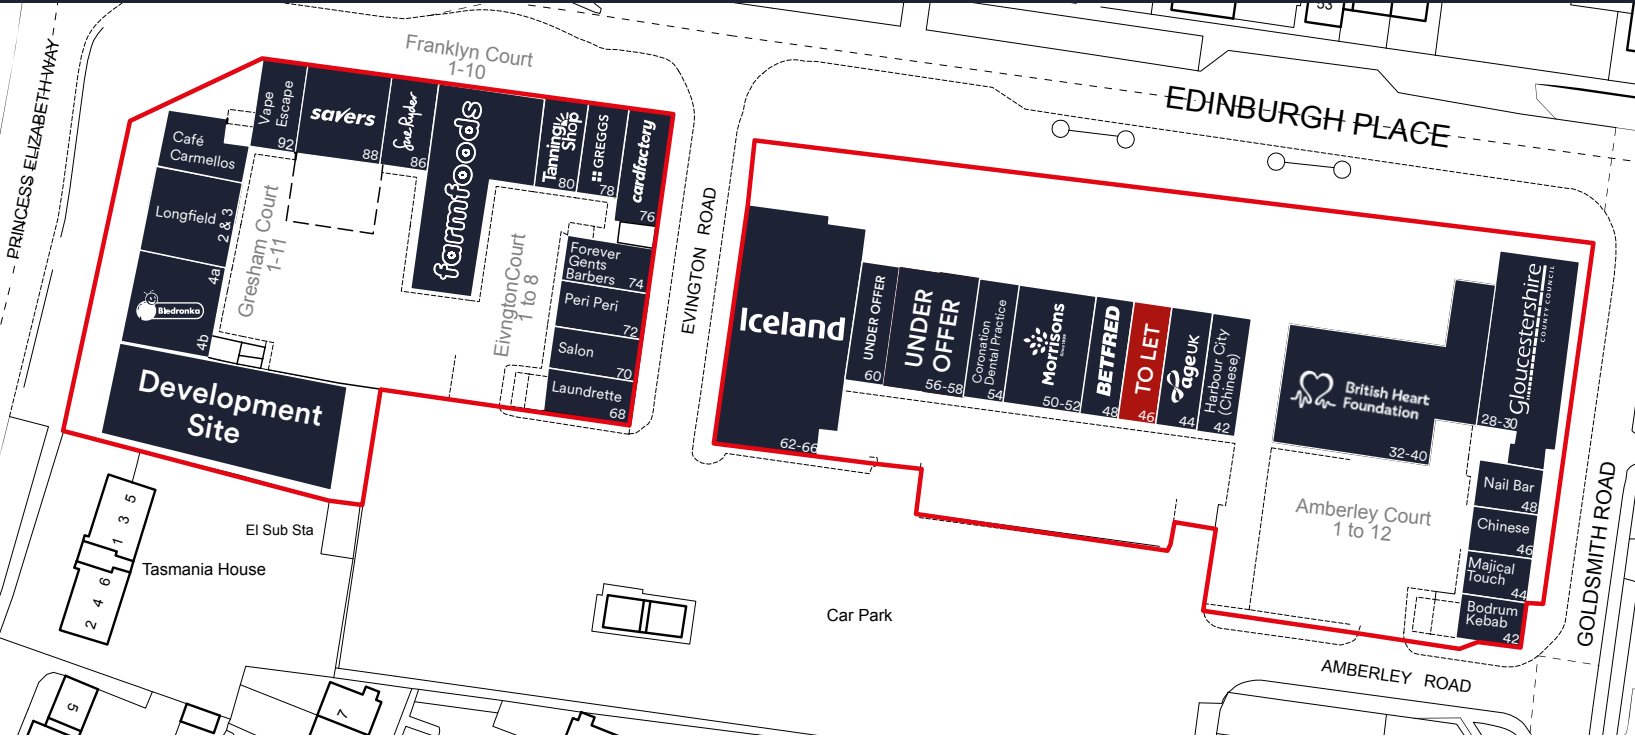 53
PRINCESS ELIZABETH WAY
Franklyn Court
1-10
EDINBURGH PLACE
Vape
Escape
92
savers
88
Sue Ryder
86
farmfoods
Tanning
Shop
80
GREGGS
78
cardfactory
76
Café
Carmellos
Longfield
2 & 3
4a
Biedronka
4b
Gresham Court
1-11
EivngtonCourt
1 to 8
Forever
Gents
Barbers
74
Peri Peri
72
Salon
70
Laundrette
68
Development
Site
EVINGTON ROAD
Iceland
62-66
UNDER OFFER
60
UNDER
OFFER
56-58
Coronation
Dental Practice
54
Morrisons
50-52
BETFRED
48
TO LET
46
age UK
44
Harbour City
(Chinese)
42
British Heart
Foundation
32-40
Gloucestershire
COUNTY COUNCIL
28-30
Nail Bar
48
Chinese
46
Majical
Touch
44
Bodrum
Kebab
42
Amberley Court
1 to 12
GOLDSMITH ROAD
AMBERLEY ROAD
El Sub Sta
Tasmania House
1 3 5
2 4 6
Car Park
5
7